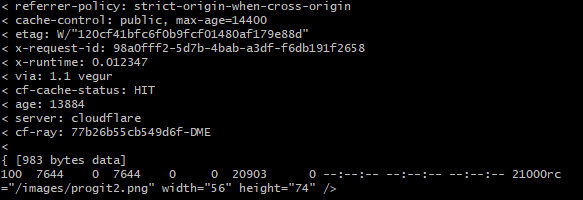 < referrer-policy: strict-origin-when-cross-origin
< cache-control: public, max-age=14400
< etag: W/"120cf41bfc6f0b9fcf01480af179e88d"
< x-request-id: 98a0fff2-5d7b-4bab-a3df-f6db191f2658
< x-runtime: 0.012347
< via: 1.1 vegur
< cf-cache-status: HIT
< age: 13884
< server: cloudflare
< cf-ray: 77b26b55cb549d6f-DME
<
{ [983 bytes data]
100  7644    0  7644    0     0  20903      0 --:--:-- --:--:-- --:--:-- 21000rc
="/images/progit2.png" width="56" height="74" />